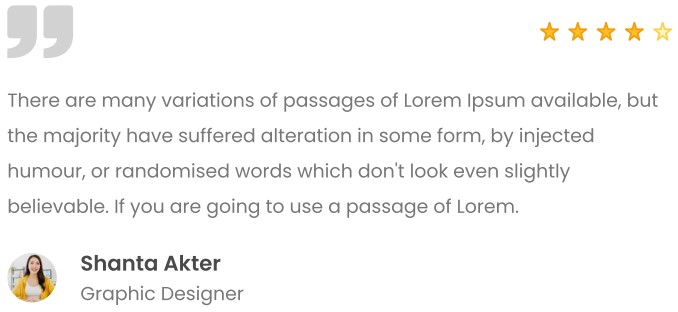 There are many variations of passages of Lorem Ipsum available, but
the majority have suffered alteration in some form, by injected
humour, or randomised words which don't look even slightly
believable. If you are going to use a passage of Lorem.
Shanta Akter
Graphic Designer